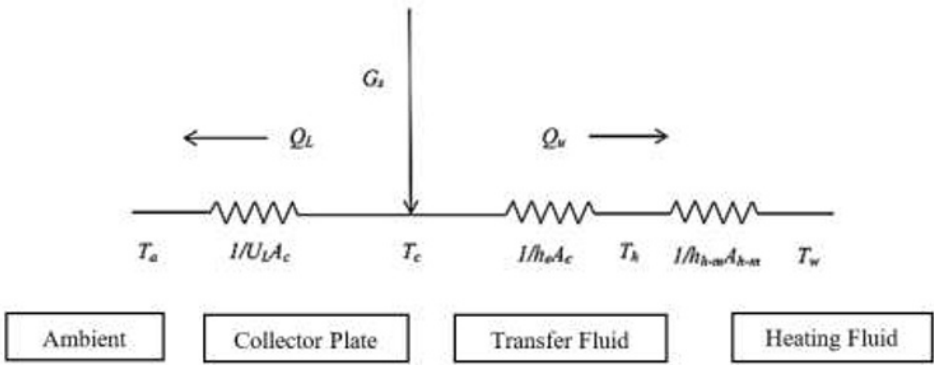 Gs
QL
Qu
Ta
1/ULAc
Tc
1/heAc
Th
1/hh-mAh-m
Tw
Ambient
Collector Plate
Transfer Fluid
Heating Fluid